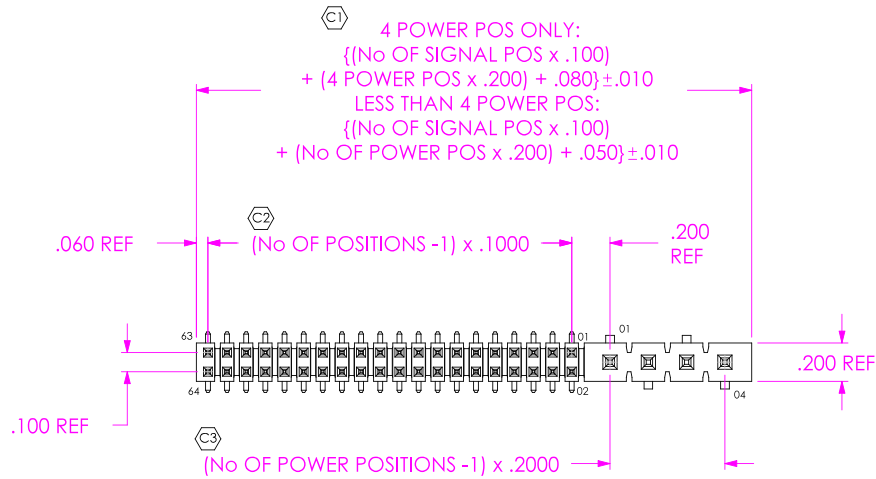 C1
4 POWER POS ONLY:
{(No OF SIGNAL POS x .100)
+ (4 POWER POS x .200) + .080}±.010
LESS THAN 4 POWER POS:
{(No OF SIGNAL POS x .100)
+ (No OF POWER POS x .200) + .050}±.010
C2
.060 REF
(No OF POSITIONS -1) x .1000
.200
REF
63
01
01
.200 REF
64
02
04
.100 REF
C3
(No OF POWER POSITIONS -1) x .2000